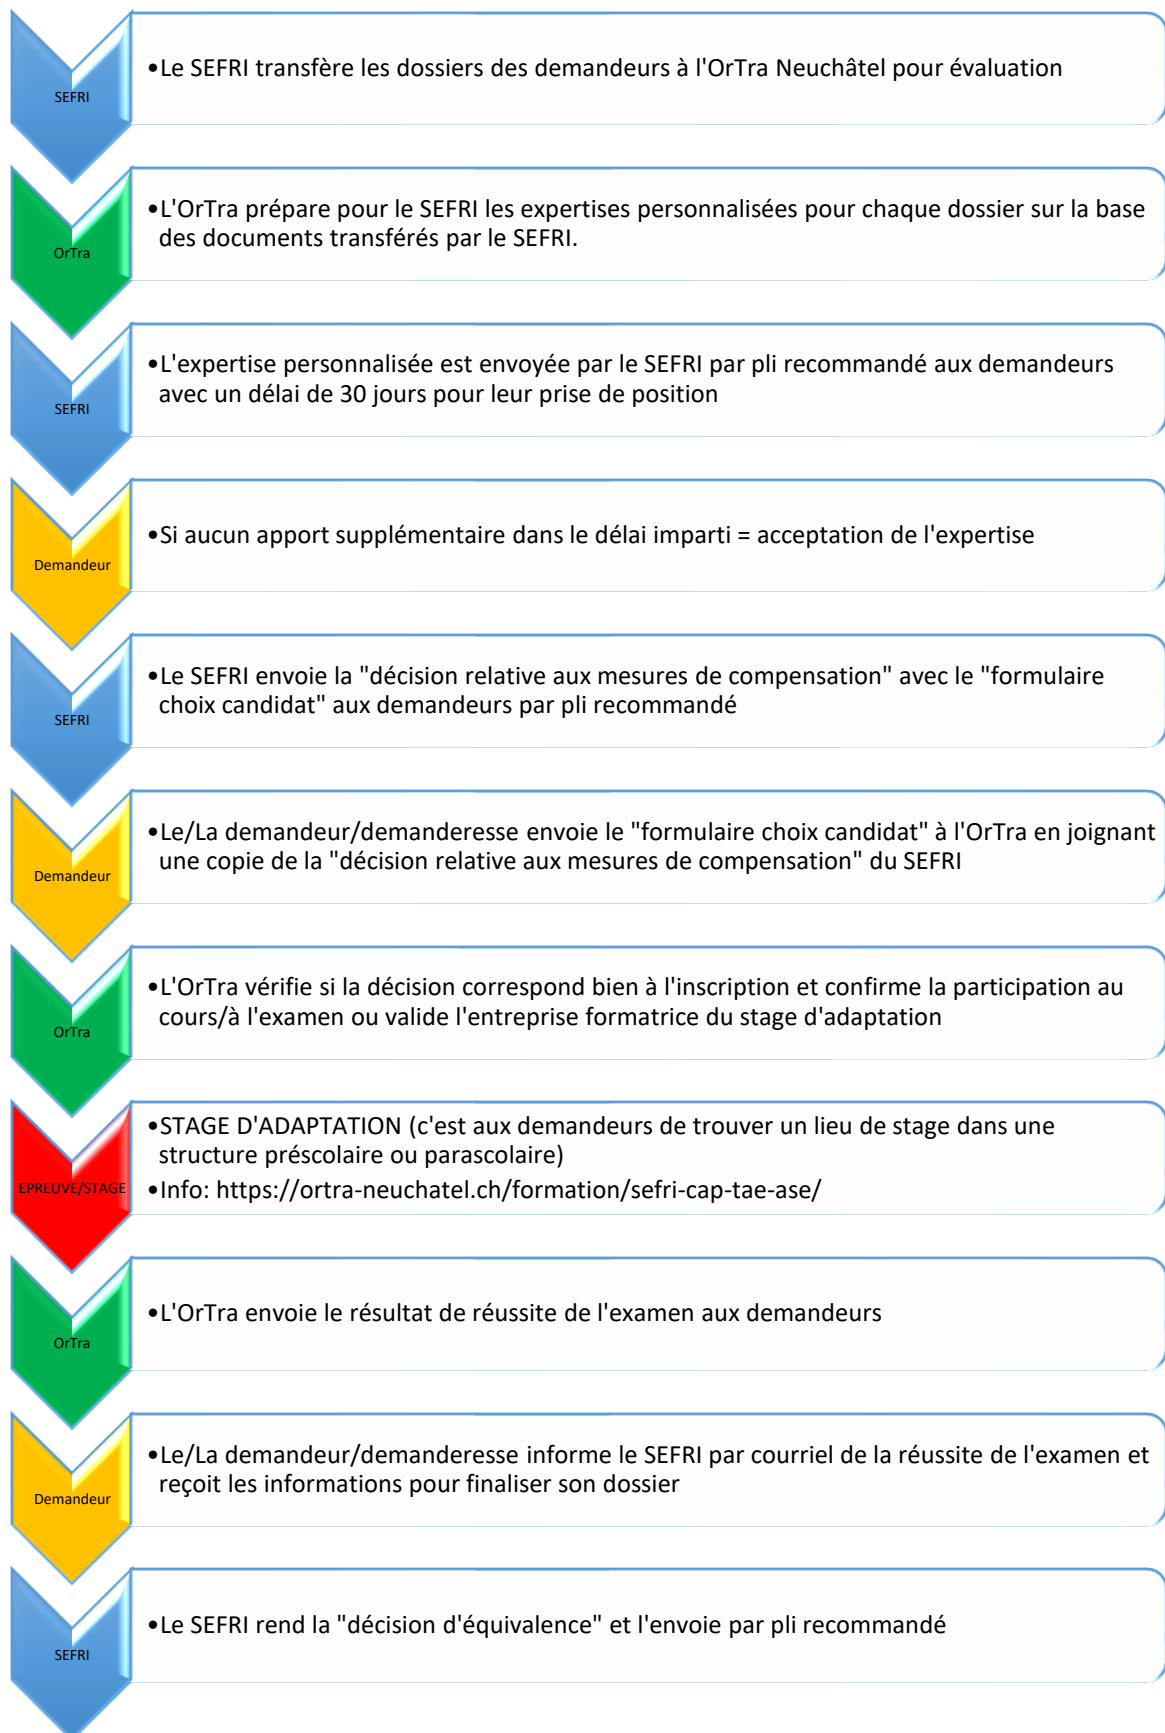 SEFRI
•Le SEFRI transfère les dossiers des demandeurs à l'OrTra Neuchâtel pour évaluation
OrTra
•L'OrTra prépare pour le SEFRI les expertises personnalisées pour chaque dossier sur la base
des documents transférés par le SEFRI.
SEFRI
•L'expertise personnalisée est envoyée par le SEFRI par pli recommandé aux demandeurs
avec un délai de 30 jours pour leur prise de position
Demandeur
•Si aucun apport supplémentaire dans le délai imparti = acceptation de l'expertise
SEFRI
•Le SEFRI envoie la "décision relative aux mesures de compensation" avec le "formulaire
choix candidat" aux demandeurs par pli recommandé
Demandeur
•Le/La demandeur/demanderesse envoie le "formulaire choix candidat" à l'OrTra en joignant
une copie de la "décision relative aux mesures de compensation" du SEFRI
OrTra
•L'OrTra vérifie si la décision correspond bien à l'inscription et confirme la participation au
cours/à l'examen ou valide l'entreprise formatrice du stage d'adaptation
EPREUVE/STAGE
•STAGE D'ADAPTATION (c'est aux demandeurs de trouver un lieu de stage dans une
structure préscolaire ou parascolaire)
•Info: https://ortra-neuchatel.ch/formation/sefri-cap-tae-ase/
OrTra
•L'OrTra envoie le résultat de réussite de l'examen aux demandeurs
Demandeur
•Le/La demandeur/demanderesse informe le SEFRI par courriel de la réussite de l'examen et
reçoit les informations pour finaliser son dossier
SEFRI
•Le SEFRI rend la "décision d'équivalence" et l'envoie par pli recommandé